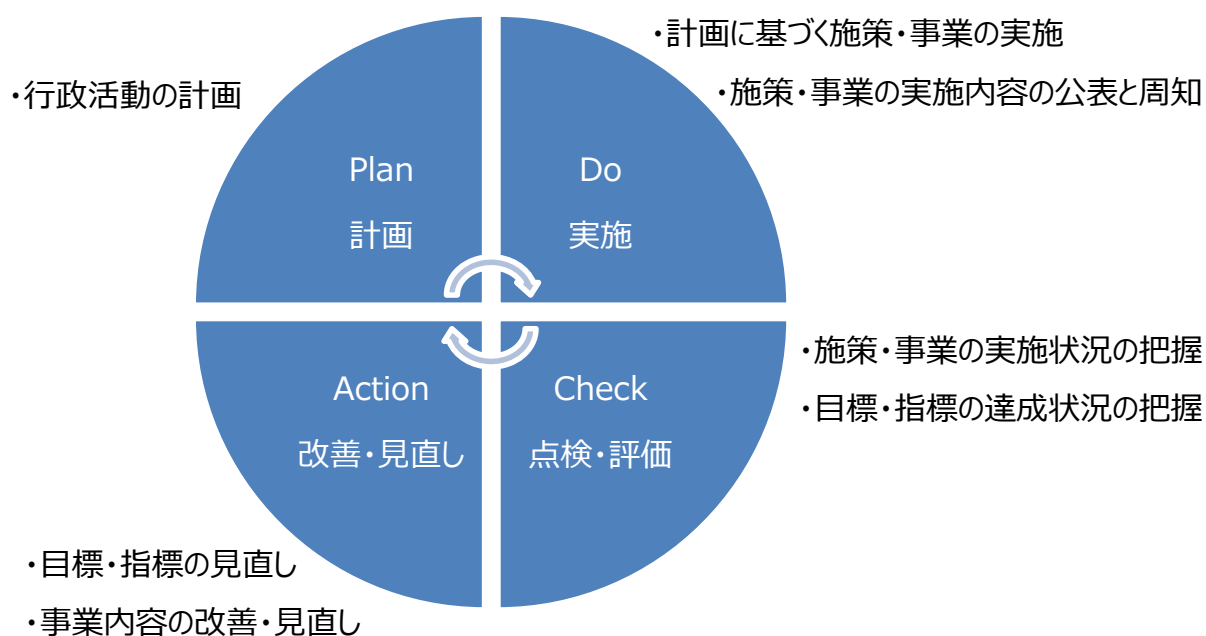 ・計画に基づく施策・事業の実施
・行政活動の計画
・施策・事業の実施内容の公表と周知
Plan
計画
Do
実施
・施策・事業の実施状況の把握
・目標・指標の達成状況の把握
Action
改善・見直し
Check
点検・評価
・目標・指標の見直し
・事業内容の改善・見直し